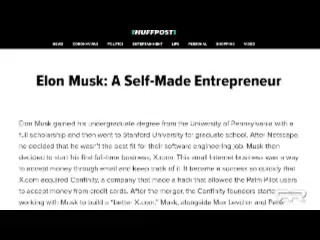 HUFFPOST
NEWS CORONAVIRUS POLITICS ENTERTAINMENT LIFE PERSONAL SHOPPING VIDEO
Elon Musk: A Self-Made Entrepreneur
Elon Musk gained his undergraduate degree from the University of Pennsylvania with a
full scholarship and then went to Stanford University for graduate school. After Netscape,
he decided that he wasn't the best fit for their software engineering job. Musk then
decided to start his first full-time business, X.com. This small internet business was a way
to accept money through email and keep track of it. It became a success so quickly that
X.com acquired Confinity, a company that made a hack that allowed the Palm Pilot users
to accept money from credit cards. After the merger, the Confinity founders started
working with Musk to build a "better X.com." Musk, alongside Max Levchin and Peter